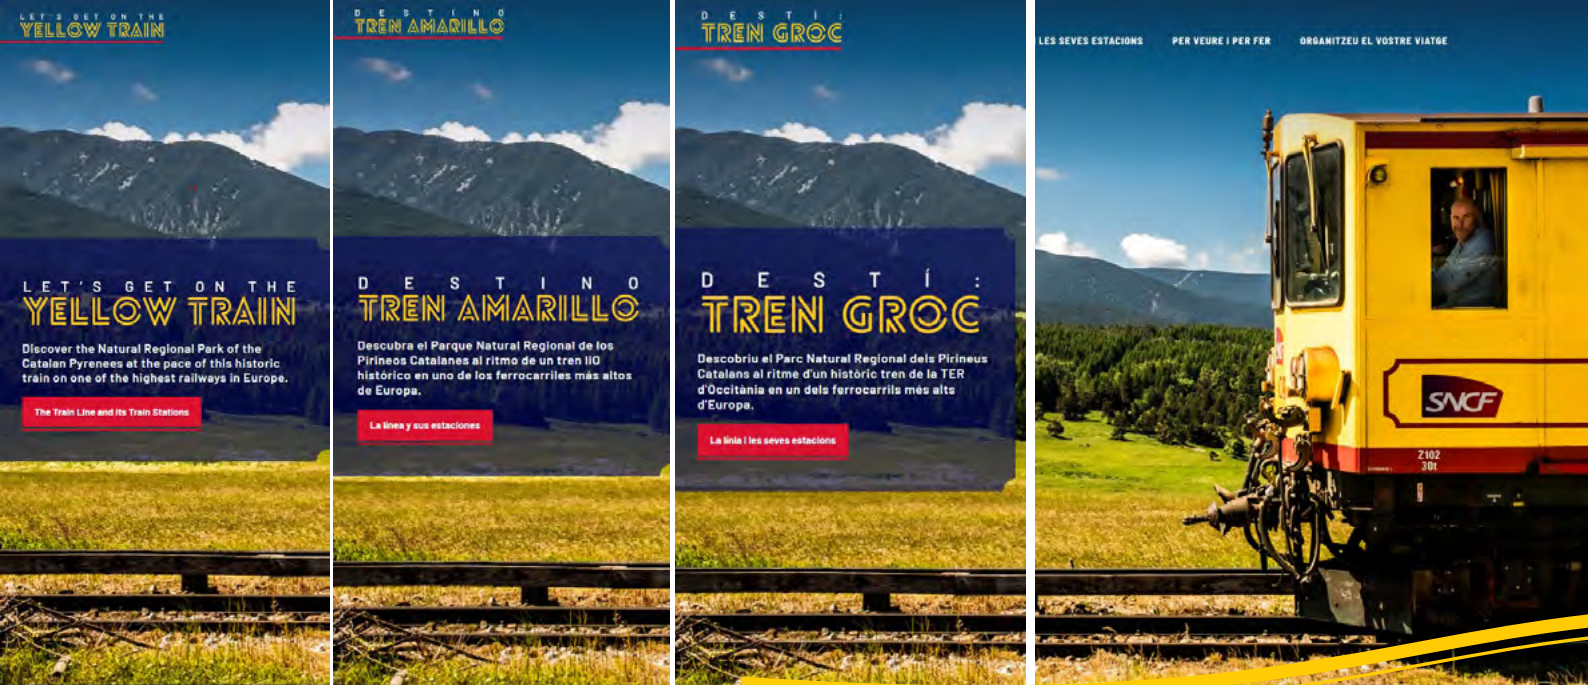 LET'S GET ON THE
YELLOW TRAIN
LET'S GET ON THE
YELLOW TRAIN
Discover the Natural Regional Park of the
Catalan Pyrenees at the pace of this historic
train on one of the highest railways in Europe.
The Train Line and Its Train Stations
DESTINO
TREN AMARILLO
DESTINO
TREN AMARILLO
Descubra el Parque Natural Regional de los
Pirineos Catalanes al ritmo de un tren liO
histórico en uno de los ferrocarriles más altos
de Europa.
La línea y sus estaciones
DESTÍ:
TREN GROC
DESTÍ:
TREN GROC
Descobriu el Parc Natural Regional dels Pirineus
Catalans al ritme d'un històric tren de la TER
d'Occitània en un dels ferrocarrils més alts
d'Europa.
La línia i les seves estacions
I LES SEVES ESTACIONS PER VEURE I PER FER ORGANITZEU EL VOSTRE VIATGE
SNCF
Z102
30t